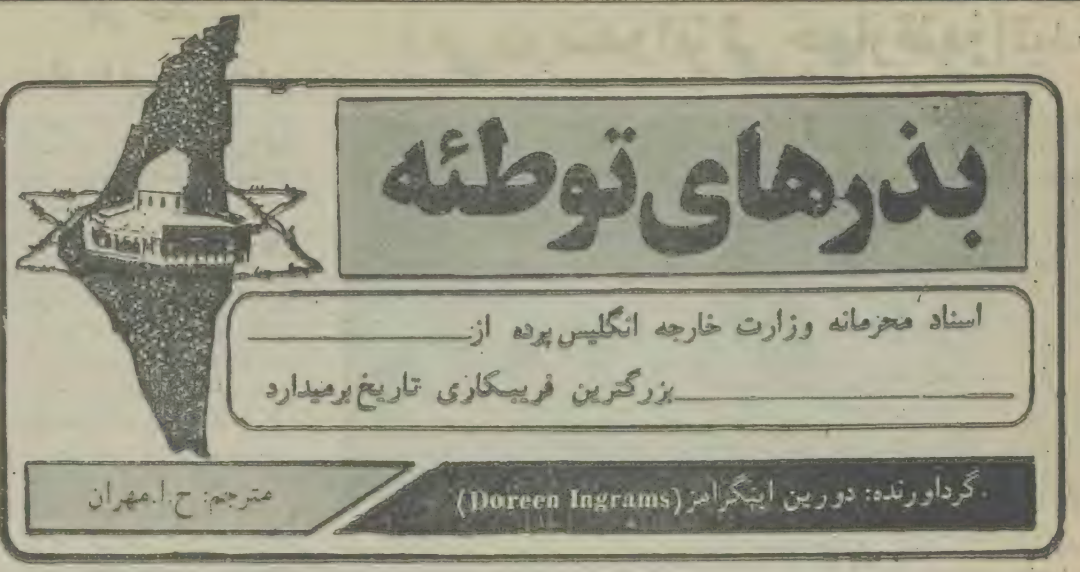 بذرهای توطئه
اسناد محرمانه وزارت خارجه انگلیس پرده از
بزرگترین فریبکاری تاریخ برمیدارد
گردآورنده: دورین اینگرامز (Doreen Ingrams)
مترجم: ح.ا.مهران